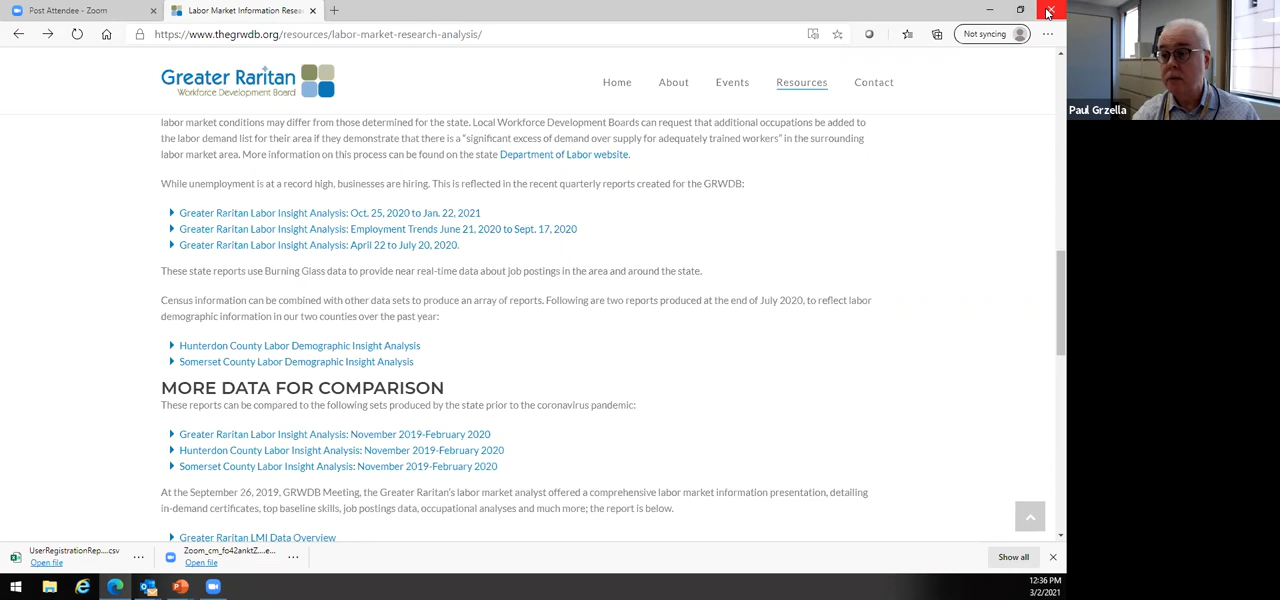 Post Attendee - Zoom
Labor Market Information Resea
https://www.thegrwdb.org/resources/labor-market-research-analysis/
Not syncing
Greater Raritan
Workforce Development Board
Home About Events Resources Contact
Paul Grzella
labor market conditions may differ from those determined for the state. Local Workforce Development Boards can request that additional occupations be added to
the labor demand list for their area if they demonstrate that there is a "significant excess of demand over supply for adequately trained workers" in the surrounding
labor market area. More information on this process can be found on the state Department of Labor website.
While unemployment is at a record high, businesses are hiring. This is reflected in the recent quarterly reports created for the GRWDB:
Greater Raritan Labor Insight Analysis: Oct. 25, 2020 to Jan. 22, 2021
Greater Raritan Labor Insight Analysis: Employment Trends June 21, 2020 to Sept. 17, 2020
Greater Raritan Labor Insight Analysis: April 22 to July 20, 2020.
These state reports use Burning Glass data to provide near real-time data about job postings in the area and around the state.
Census information can be combined with other data sets to produce an array of reports. Following are two reports produced at the end of July 2020, to reflect labor
demographic information in our two counties over the past year:
Hunterdon County Labor Demographic Insight Analysis
Somerset County Labor Demographic Insight Analysis
MORE DATA FOR COMPARISON
These reports can be compared to the following sets produced by the state prior to the coronavirus pandemic:
Greater Raritan Labor Insight Analysis: November 2019-February 2020
Hunterdon County Labor Insight Analysis: November 2019-February 2020
Somerset County Labor Insight Analysis: November 2019-February 2020
At the September 26, 2019, GRWDB Meeting, the Greater Raritan's labor market analyst offered a comprehensive labor market information presentation, detailing
in-demand certificates, top baseline skills, job postings data, occupational analyses and much more; the report is below.
Greater Raritan LMI Data Overview
UserRegistrationRep....csv
Open file
Zoom_cm_fo42anktZ....e...
Open file
Show all
12:36 PM
3/2/2021